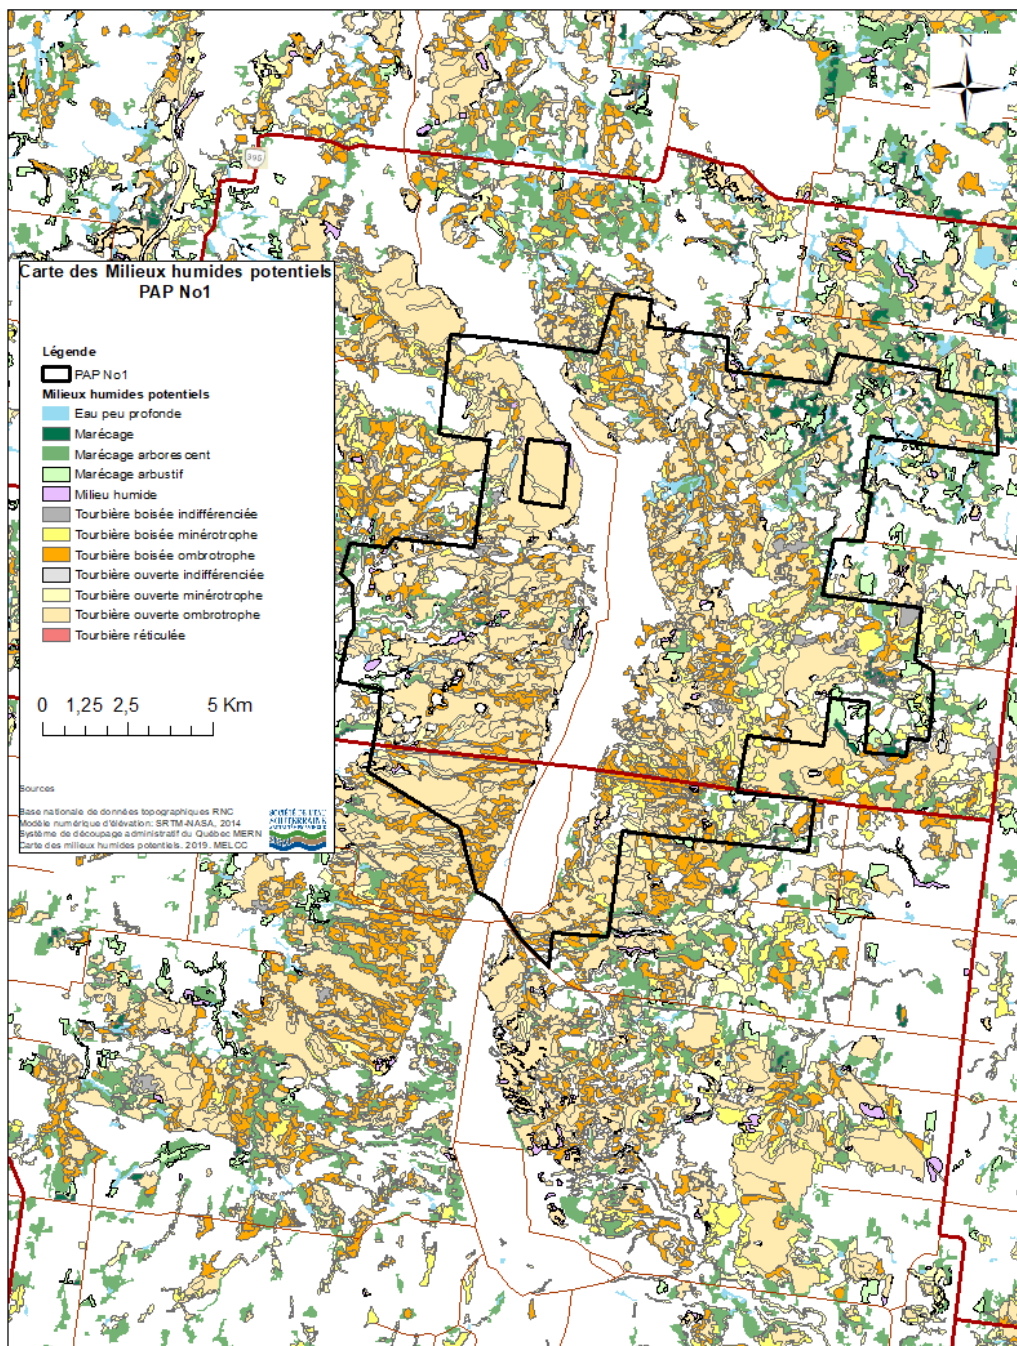 N
395
Carte des Milieux humides potentiels
PAP No1
Légende
PAP No1
Milieux humides potentiels
Eau peu profonde
Marécage
Marécage arborescent
Marécage arbustif
Milieu humide
Tourbière boisée indifférenciée
Tourbière boisée minérotrophe
Tourbière boisée ombrotrophe
Tourbière ouverte indifférenciée
Tourbière ouverte minérotrophe
Tourbière ouverte ombrotrophe
Tourbière réticulée
0 1,25 2,5 5 Km
Sources
Base nationale de données topographiques RNC
Modèle numérique d'élévation: SRTM-NASA, 2014
Système de découpage administratif du Québec MERN
Carte des milieux humides potentiels. 2019. MELCC
SOCIÉTÉ DE L'EAU
SOUTERRAINE